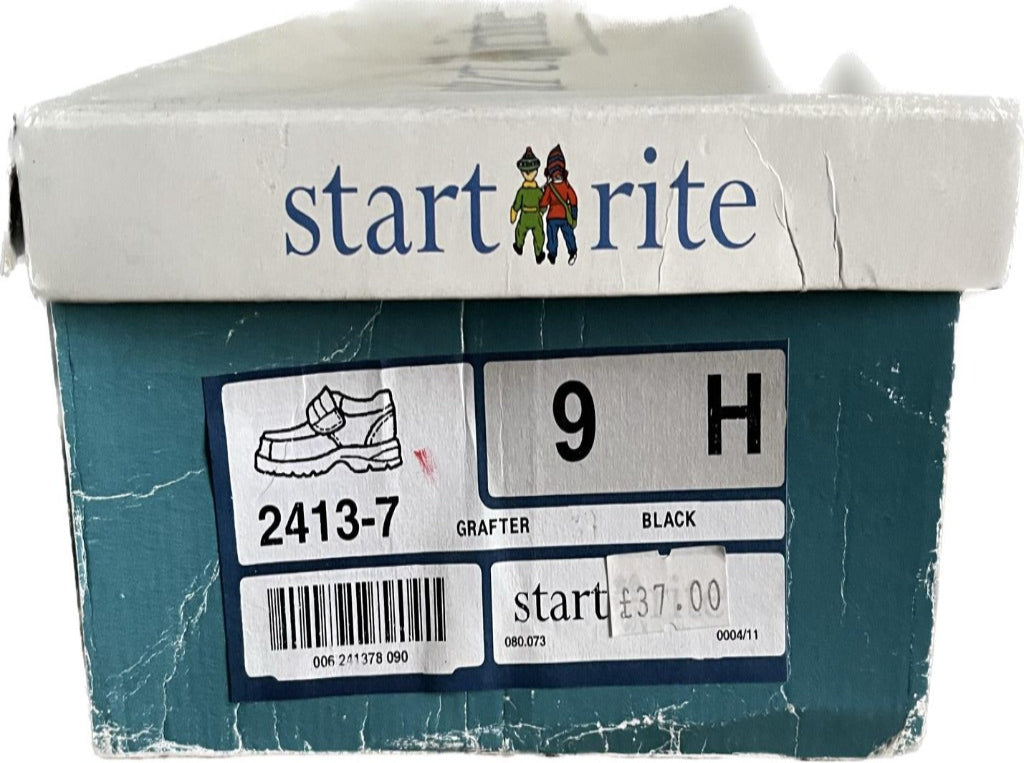 start rite
9 H
2413-7 GRAFTER BLACK
start £37.00
006 241378 090
080.073 0004/11